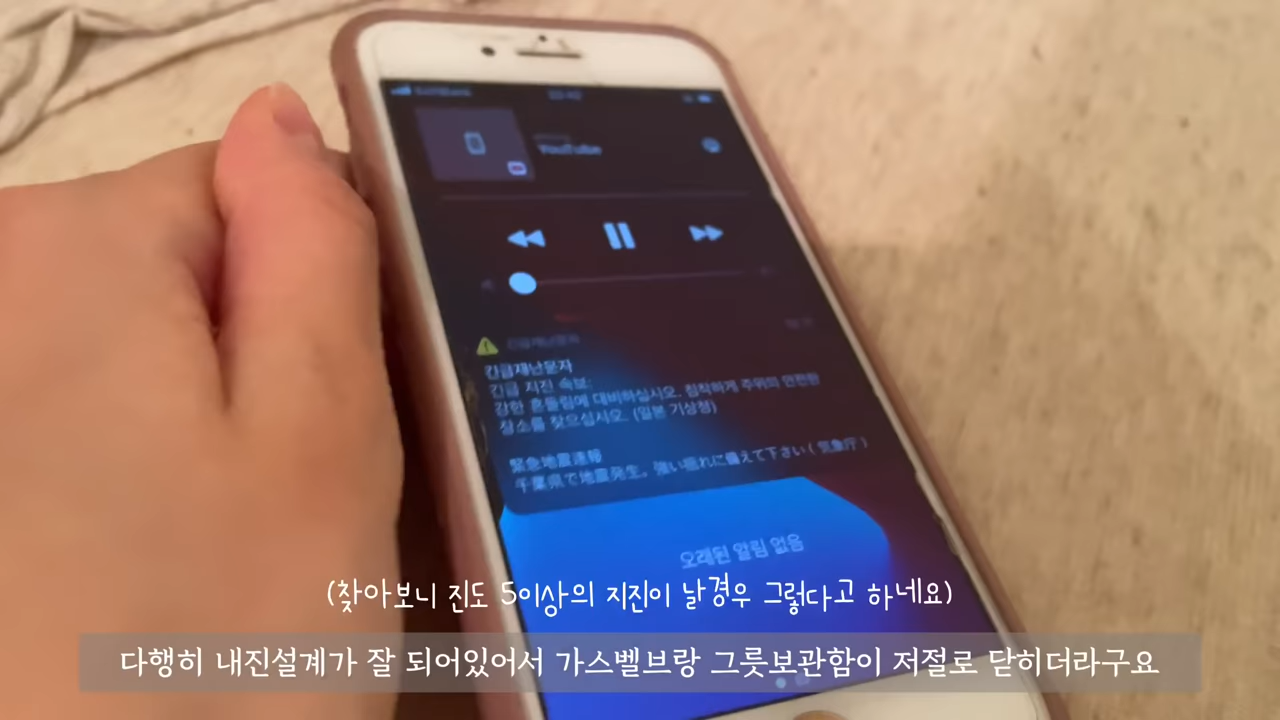 YouTube
긴급재난문자
긴급재난문자
긴급 지진 속보:
강한 흔들림에 대비하십시오. 침착하게 주위의 안전한
장소를 찾으십시오. (일본 기상청)
緊急地震速報
千葉県で地震発生。強い揺れに備えて下さい(気象庁)
오래된 알림 없음
(찾아보니 진도 5이상의 지진이 날경우 그렇다고 하네요)
다행히 내진설계가 잘 되어있어서 가스벨브랑 그릇보관함이 저절로 닫히더라구요